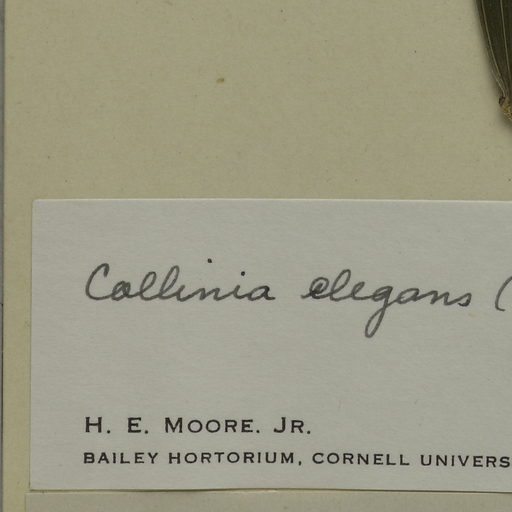 Collinia elegans (
H. E. MOORE. JR.
BAILEY HORTORIUM, CORNELL UNIVERS